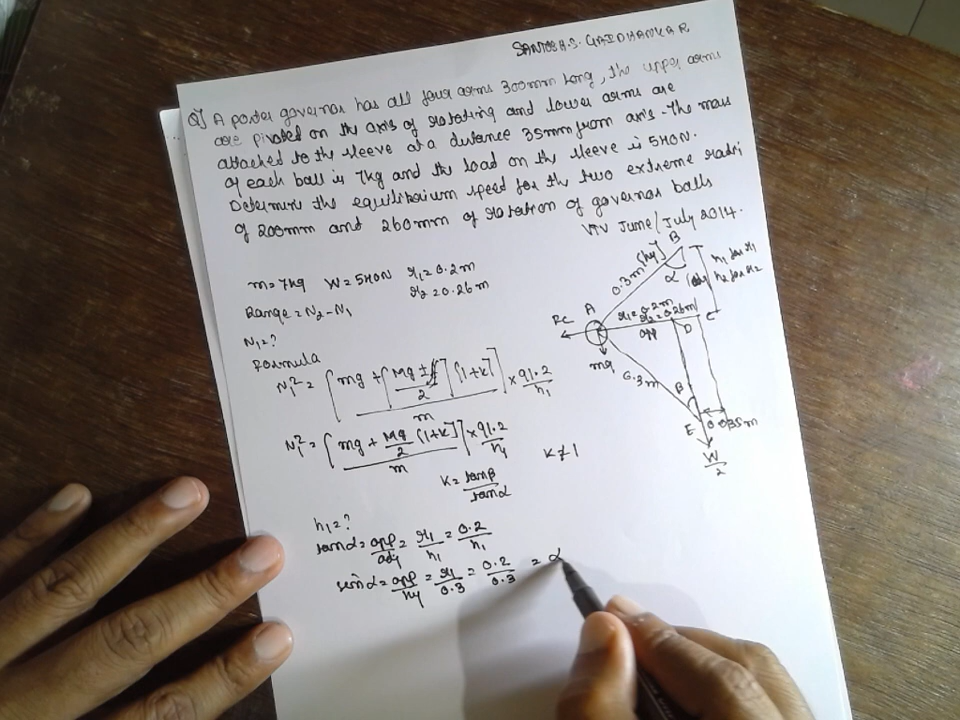 SANTOSH.S. GAIDHANKAR
Q] A porter governor has all four arms 300mm long, the upper arms
are pivoted on the axis of rotating and lower arms are
attached to the sleeve at a distance 35mm from axis - The mass
of each ball is 7kg and the load on the sleeve is 540N.
Determine the equilibrium speed for the two extreme radii
of 200mm and 260mm of rotation of governor balls
VTU June/July 2014.
m=7kg W=540N r1=0.2m
r2=0.26m
Range=N2-N1
N1=?
Formula
N1²=[mg+[Mg±f/2](1+k)]/m×91.2/h1
N1²=[mg+Mg/2(1+k)]/m×91.2/h1
K≠1
K=tanβ/tanα
h1=?
tanα=opp/adj=r1/h1=0.2/h1
sinα=opp/hy=r1/0.3=0.2/0.3 = α
B
0.3m (hy)
α
(adj)
h1 for r1
h2 for r2
A
r1=0.2m
r2=0.26m
opp
D
C
Fc
mg
0.3m
β
E
0.035m
W/2